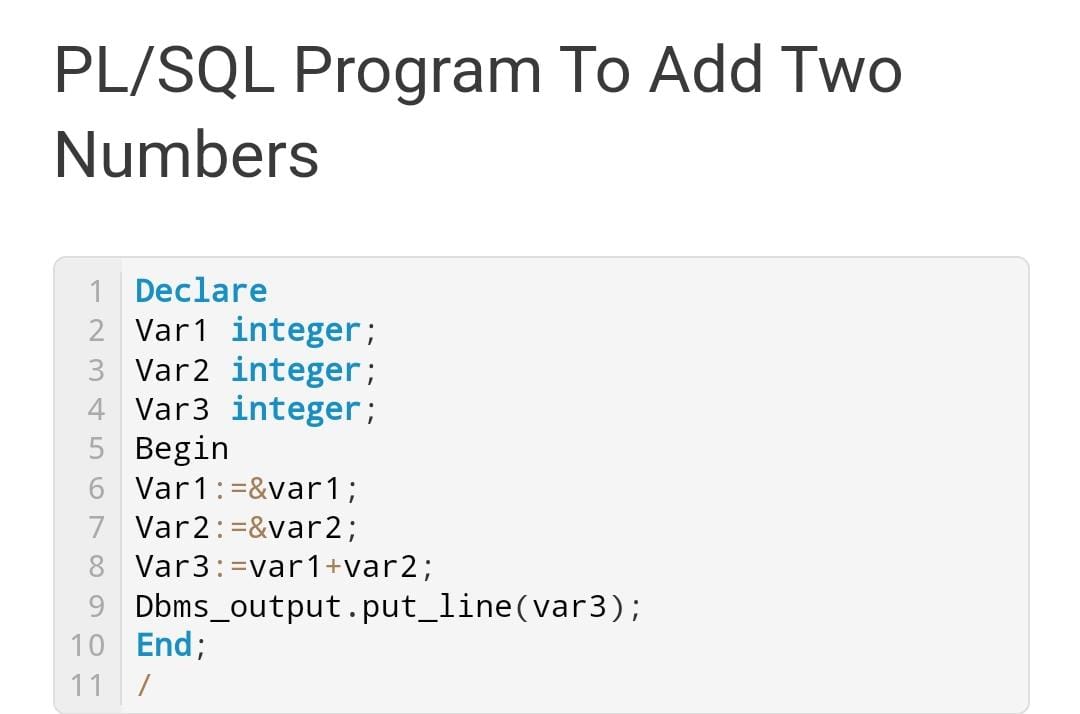 PL/SQL Program To Add Two
Numbers
1 Declare
2 Var1 integer;
3 Var2 integer;
4 Var3 integer;
5 Begin
6 Var1:=&var1;
7 Var2:=&var2;
8 Var3:=var1+var2;
9 Dbms_output.put_line(var3);
10 End;
11 /